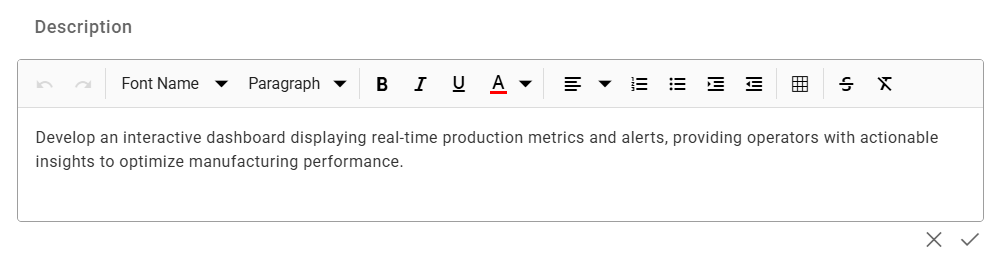 Description
Font Name Paragraph B I U A
Develop an interactive dashboard displaying real-time production metrics and alerts, providing operators with actionable
insights to optimize manufacturing performance.